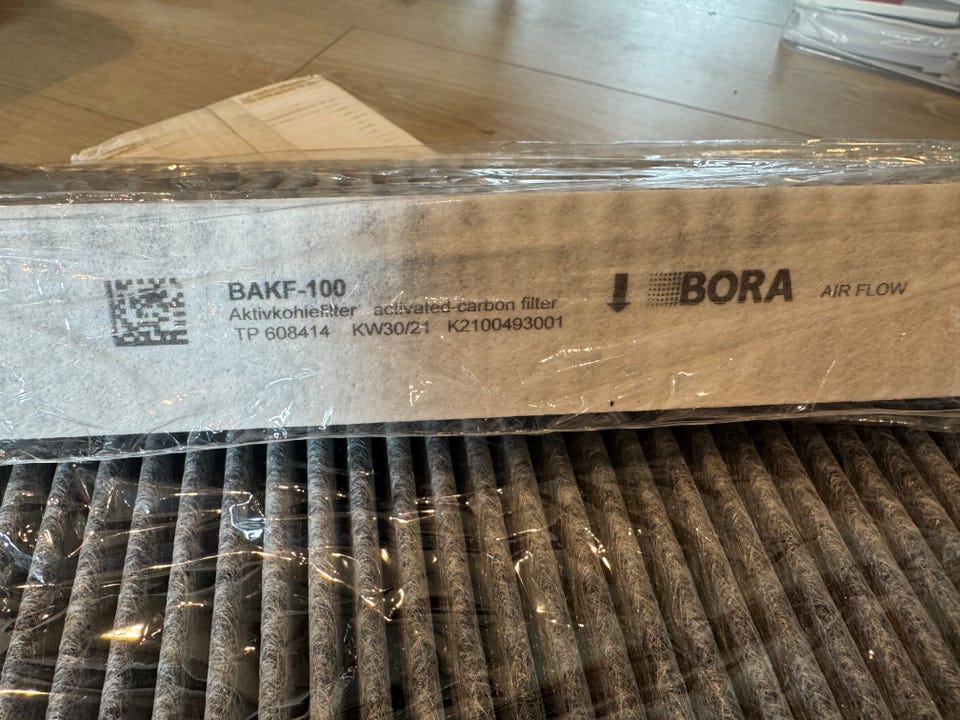 BAKF-100
Aktivkohlefilter activated carbon filter
TP 608414 KW30/21 K2100493001
BORA AIR FLOW